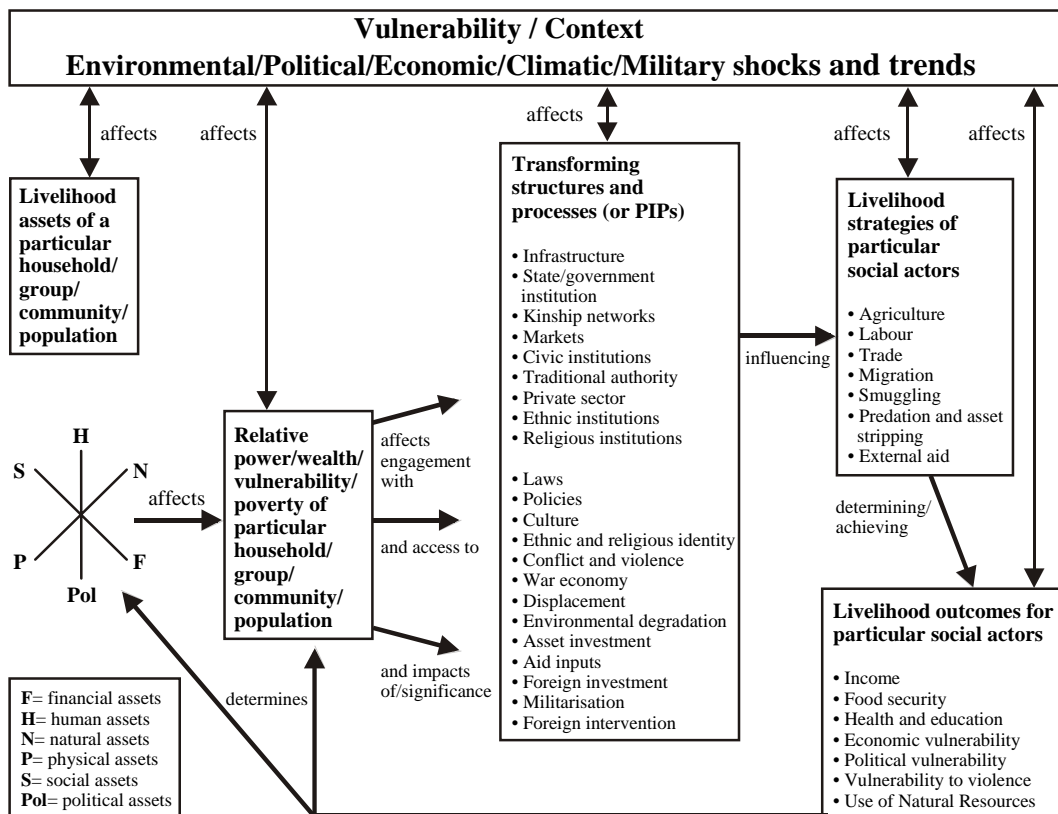 Vulnerability / Context
Environmental/Political/Economic/Climatic/Military shocks and trends
affects
affects
affects
affects
affects
Livelihood
assets of a
particular
household/
group/
community/
population
H
S
N
P
F
Pol
affects
Relative
power/wealth/
vulnerability/
poverty of
particular
household/
group/
community/
population
affects
engagement
with
and access to
and impacts
of/significance
determines
Transforming
structures and
processes (or PIPs)
• Infrastructure
• State/government
institution
• Kinship networks
• Markets
• Civic institutions
• Traditional authority
• Private sector
• Ethnic institutions
• Religious institutions
• Laws
• Policies
• Culture
• Ethnic and religious identity
• Conflict and violence
• War economy
• Displacement
• Environmental degradation
• Asset investment
• Aid inputs
• Foreign investment
• Militarisation
• Foreign intervention
influencing
Livelihood
strategies of
particular
social actors
• Agriculture
• Labour
• Trade
• Migration
• Smuggling
• Predation and asset
stripping
• External aid
determining/
achieving
Livelihood outcomes for
particular social actors
• Income
• Food security
• Health and education
• Economic vulnerability
• Political vulnerability
• Vulnerability to violence
• Use of Natural Resources
F= financial assets
H= human assets
N= natural assets
P= physical assets
S= social assets
Pol= political assets